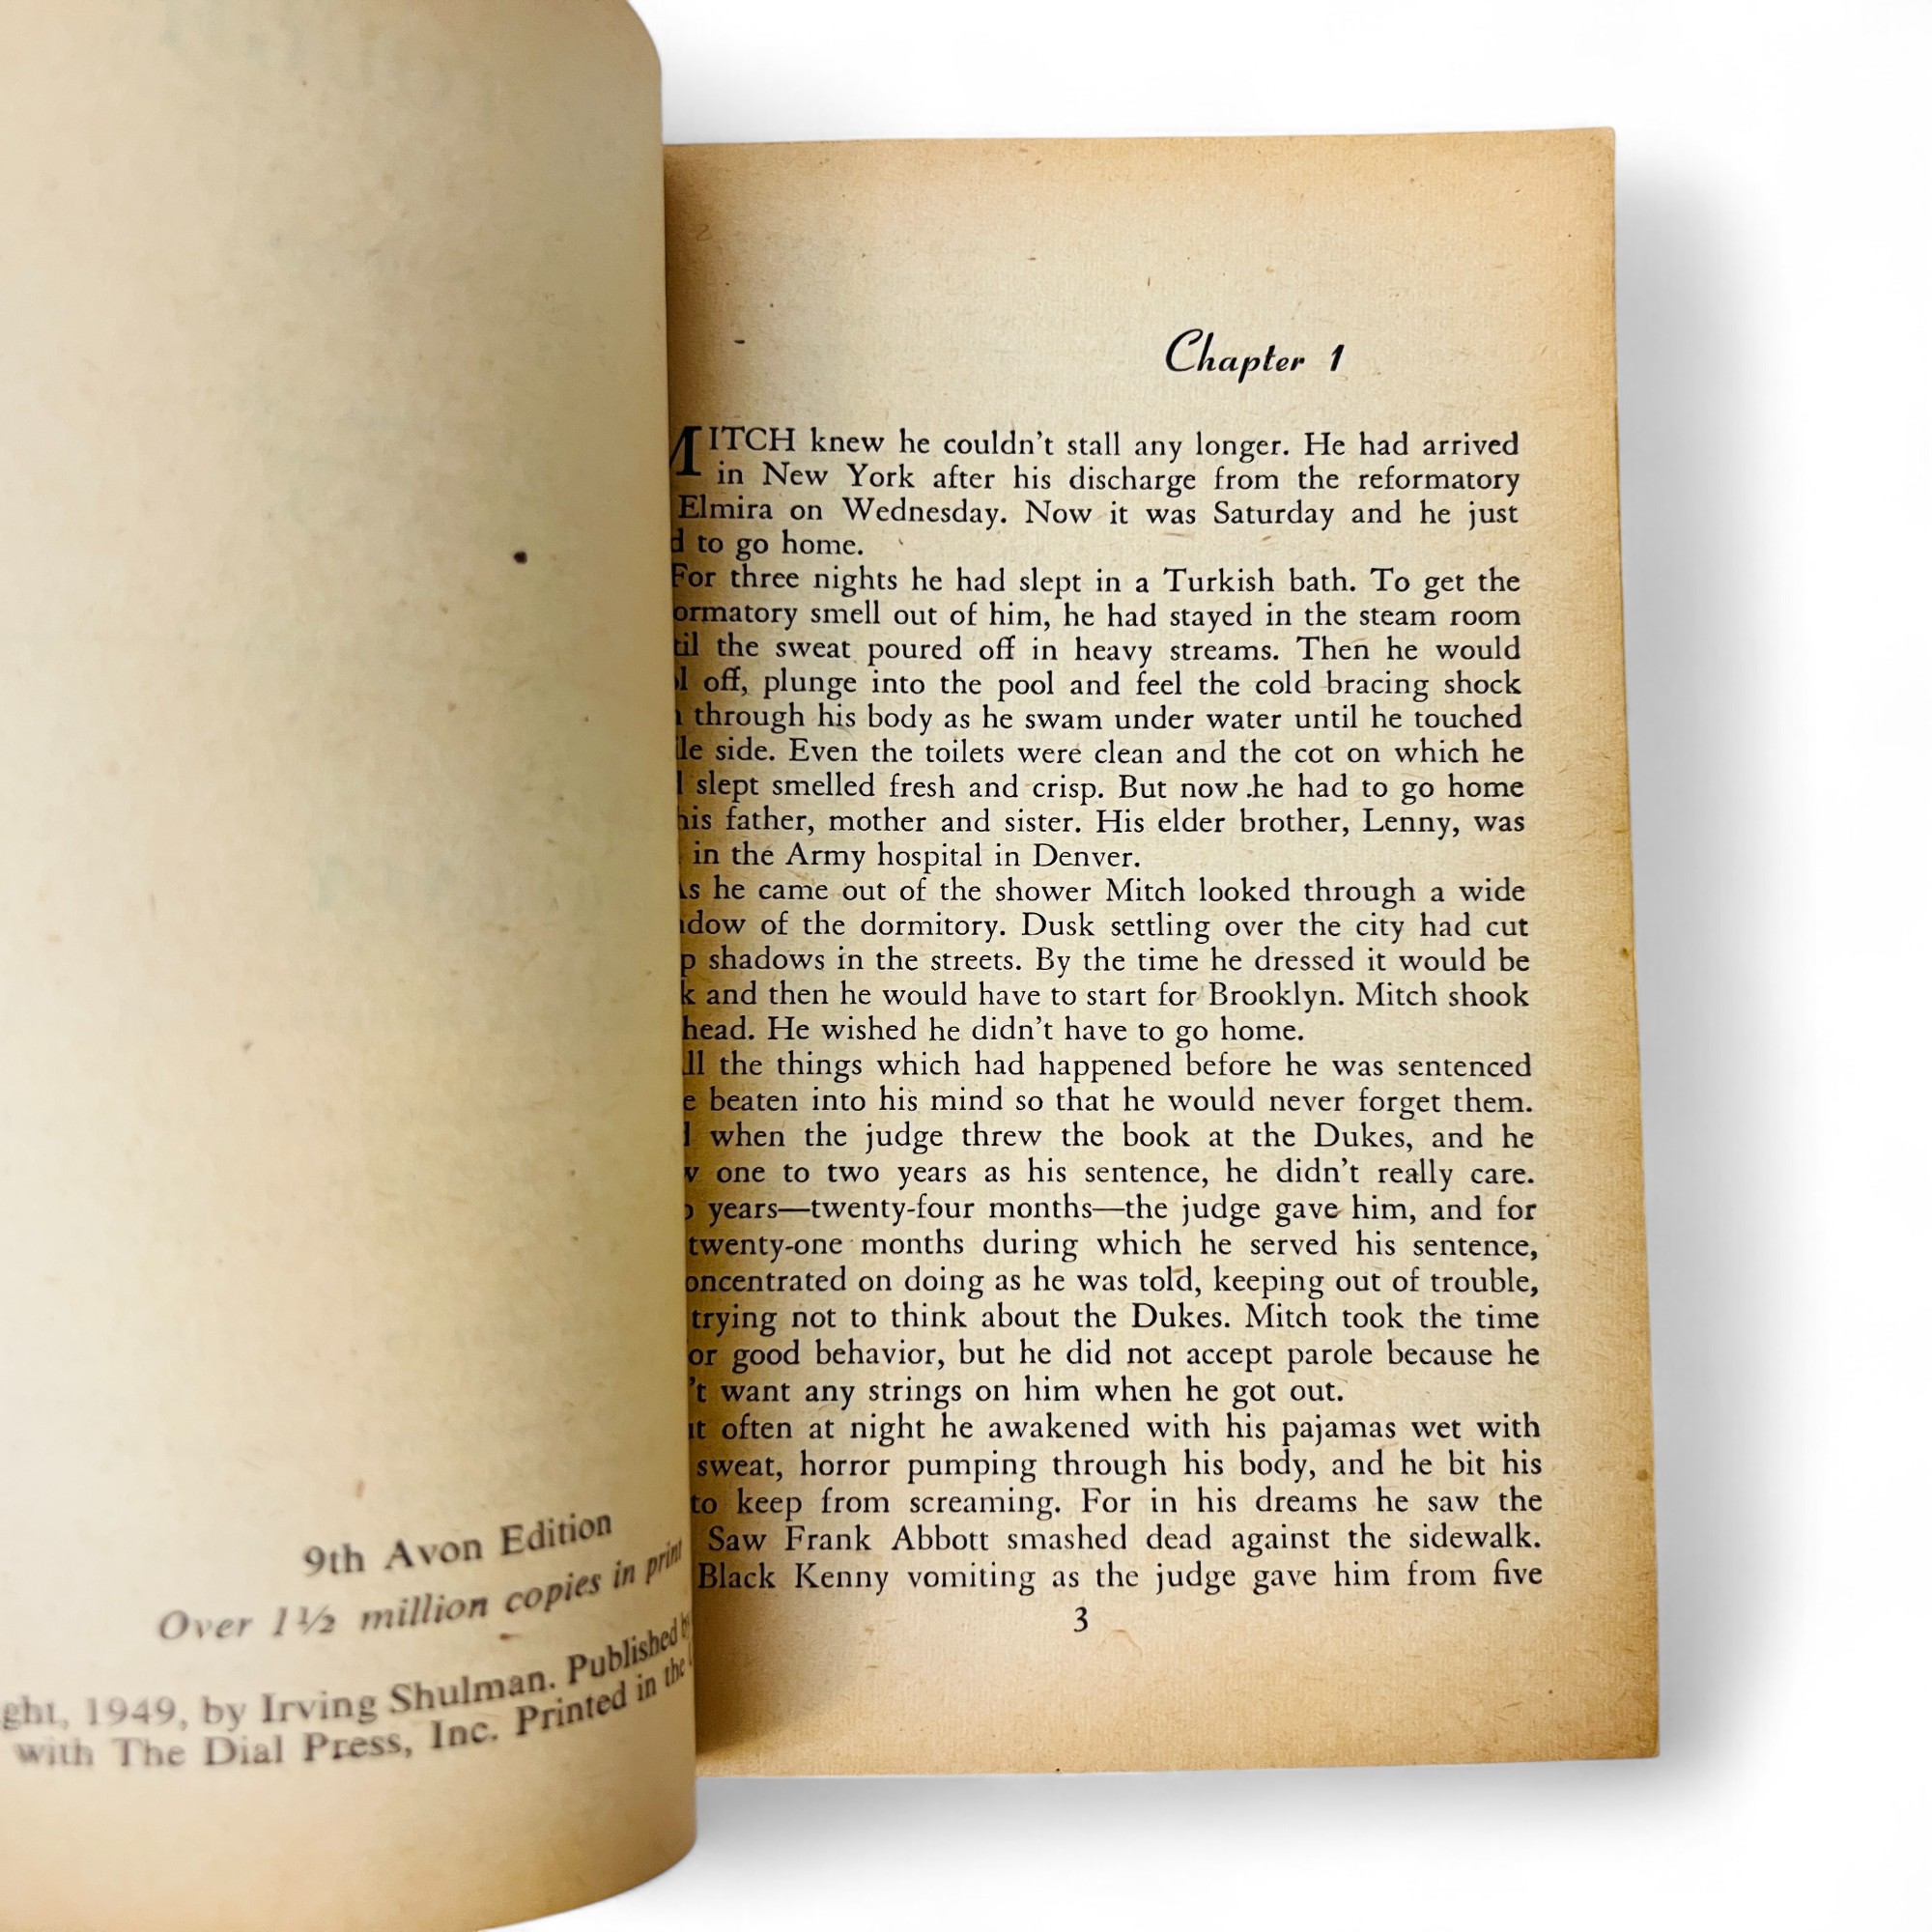 9th Avon Edition
Over 1½ million copies in print
1949, by Irving Shulman. Published
with The Dial Press, Inc. Printed in the
Chapter 1
MITCH knew he couldn't stall any longer. He had arrived
in New York after his discharge from the reformatory
Elmira on Wednesday. Now it was Saturday and he just
to go home.
For three nights he had slept in a Turkish bath. To get the
smell out of him, he had stayed in the steam room
the sweat poured off in heavy streams. Then he would
off, plunge into the pool and feel the cold bracing shock
through his body as he swam under water until he touched
side. Even the toilets were clean and the cot on which he
slept smelled fresh and crisp. But now he had to go home
his father, mother and sister. His elder brother, Lenny, was
in the Army hospital in Denver.
As he came out of the shower Mitch looked through a wide
of the dormitory. Dusk settling over the city had cut
shadows in the streets. By the time he dressed it would be
and then he would have to start for Brooklyn. Mitch shook
head. He wished he didn't have to go home.
the things which had happened before he was sentenced
beaten into his mind so that he would never forget them.
when the judge threw the book at the Dukes, and he
one to two years as his sentence, he didn't really care.
years—twenty-four months—the judge gave him, and for
twenty-one months during which he served his sentence,
concentrated on doing as he was told, keeping out of trouble,
trying not to think about the Dukes. Mitch took the time
for good behavior, but he did not accept parole because he
want any strings on him when he got out.
often at night he awakened with his pajamas wet with
sweat, horror pumping through his body, and he bit his
to keep from screaming. For in his dreams he saw the
Saw Frank Abbott smashed dead against the sidewalk.
Black Kenny vomiting as the judge gave him from five
3